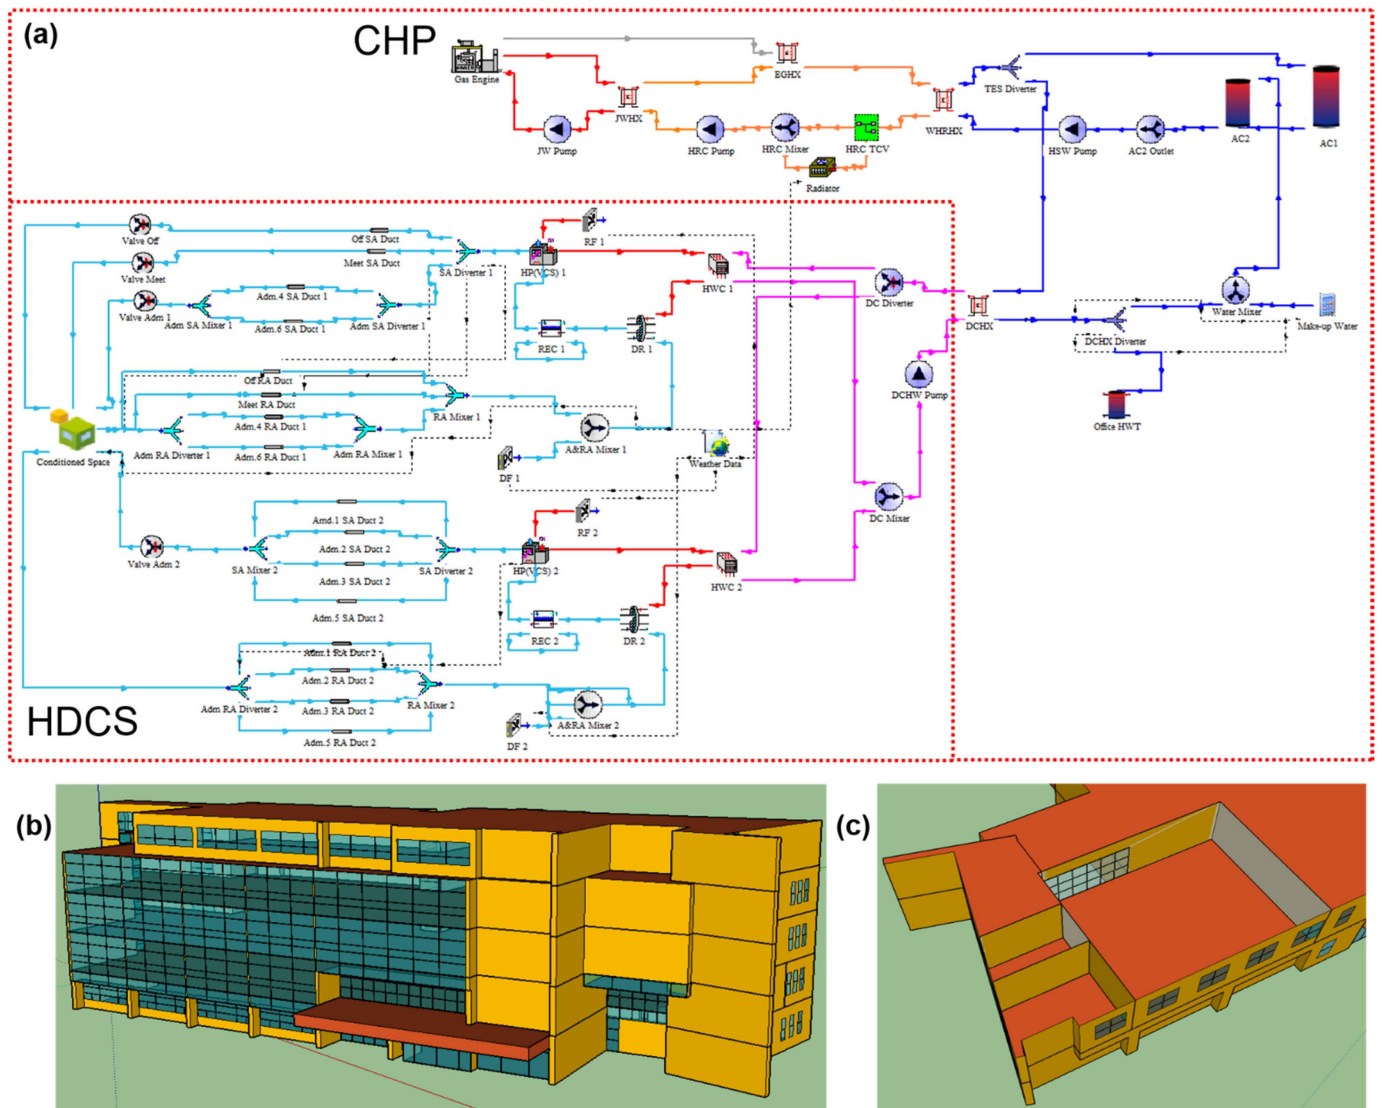 (a)
CHP
Gas Engine
EGHX
TES Diverter
JWHX
WHRHX
JW Pump
HRC Pump
HRC Mixer
HRC TCV
HSW Pump
AC2 Outlet
AC2
AC1
Radiator
Valve Off
Off SA Duct
RF 1
Valve Meet
Meet SA Duct
SA Diverter 1
HP(VCS) 1
HWC 1
DC Diverter
Adm.4 SA Duct 1
Valve Adm 1
Adm SA Mixer 1
Adm.6 SA Duct 1
Adm SA Diverter 1
DCHX
Water Mixer
Make-up Water
REC 1
DR 1
DCHX Diverter
Off RA Duct
Meet RA Duct
RA Mixer 1
DCHW Pump
Adm.4 RA Duct 1
Office HWT
Conditioned Space
Adm RA Diverter 1
Adm.6 RA Duct 1
Adm RA Mixer 1
A&RA Mixer 1
Weather Data
DF 1
Amd.1 SA Duct 2
RF 2
DC Mixer
Adm.2 SA Duct 2
Valve Adm 2
SA Mixer 2
Adm.3 SA Duct 2
SA Diverter 2
HP(VCS) 2
HWC 2
Adm.5 SA Duct 2
REC 2
DR 2
Adm.1 RA Duct 2
Adm.2 RA Duct 2
Adm RA Diverter 2
Adm.3 RA Duct 2
RA Mixer 2
HDCS
A&RA Mixer 2
Adm.5 RA Duct 2
DF 2
(b)
(c)